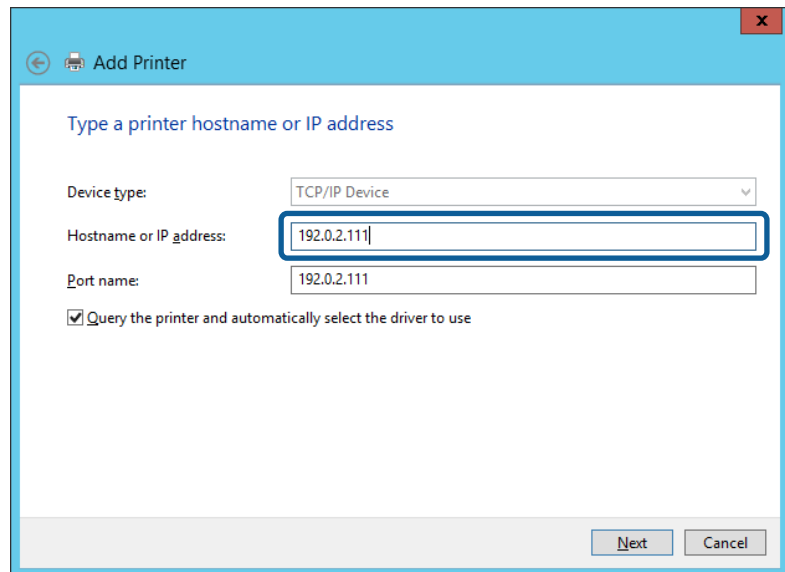 x
Add Printer
Type a printer hostname or IP address
Device type: TCP/IP Device
Hostname or IP address: 192.0.2.111
Port name: 192.0.2.111
Query the printer and automatically select the driver to use
Next Cancel